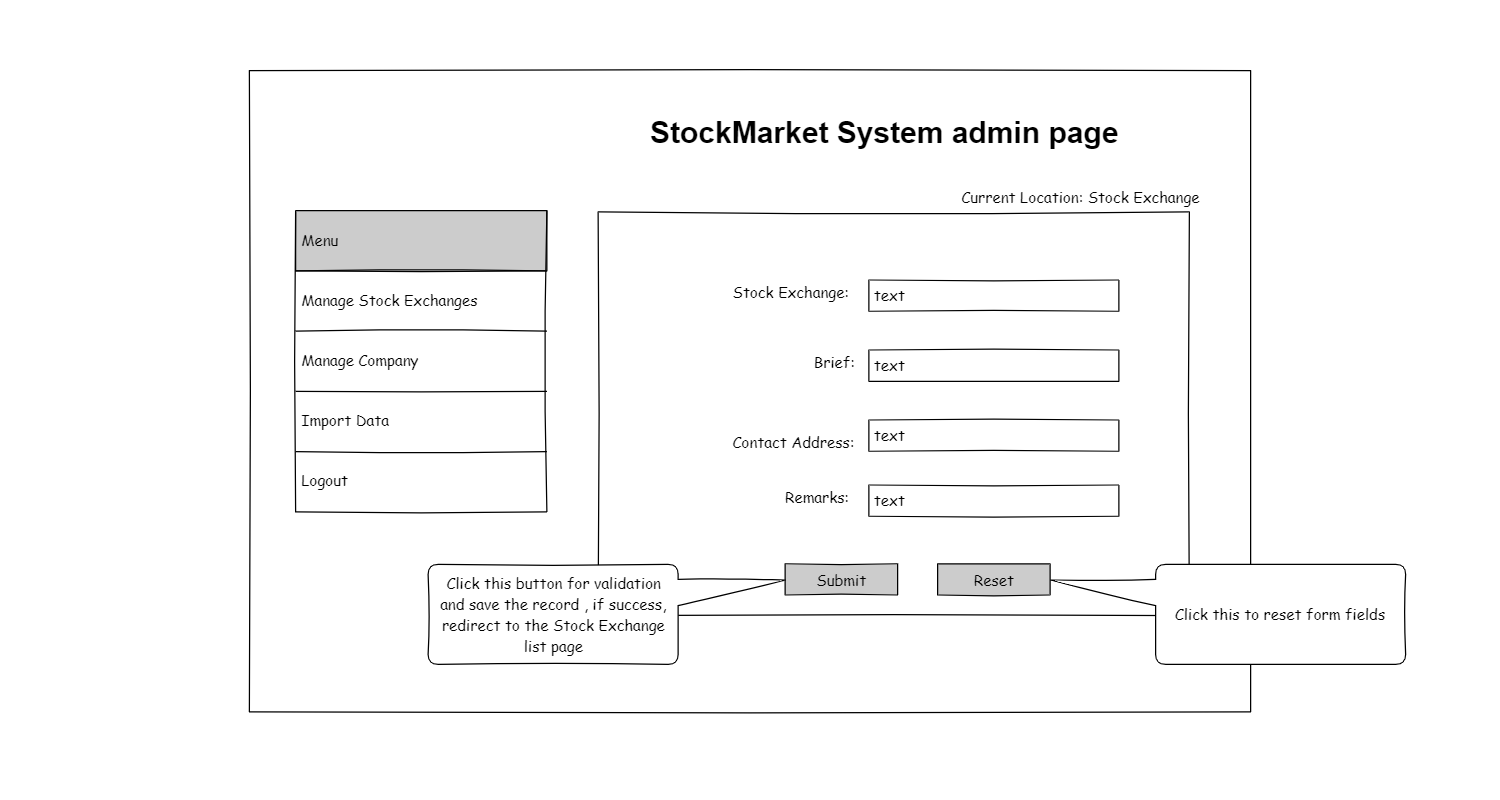 StockMarket System admin page
Current Location: Stock Exchange
Menu
Manage Stock Exchanges
Manage Company
Import Data
Logout
Stock Exchange:
text
Brief:
text
Contact Address:
text
Remarks:
text
Submit
Reset
Click this button for validation
and save the record , if success,
redirect to the Stock Exchange
list page
Click this to reset form fields